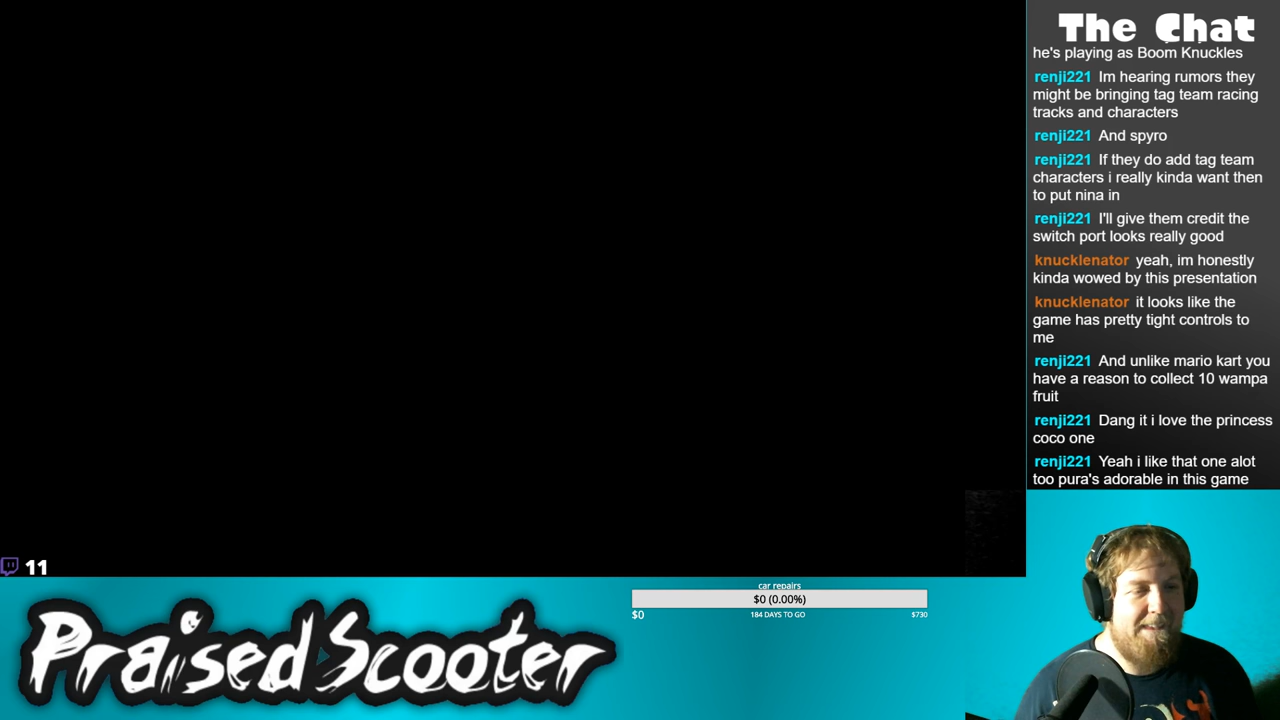 The Chat
he's playing as Boom Knuckles
renji221 Im hearing rumors they
might be bringing tag team racing
tracks and characters
renji221 And spyro
renji221 If they do add tag team
characters i really kinda want then
to put nina in
renji221 I'll give them credit the
switch port looks really good
knucklenator yeah, im honestly
kinda wowed by this presentation
knucklenator it looks like the
game has pretty tight controls to
me
renji221 And unlike mario kart you
have a reason to collect 10 wampa
fruit
renji221 Dang it i love the princess
coco one
renji221 Yeah i like that one alot
too pura's adorable in this game
11
car repairs
$0 (0.00%)
$0 184 DAYS TO GO $730
PraisedScooter